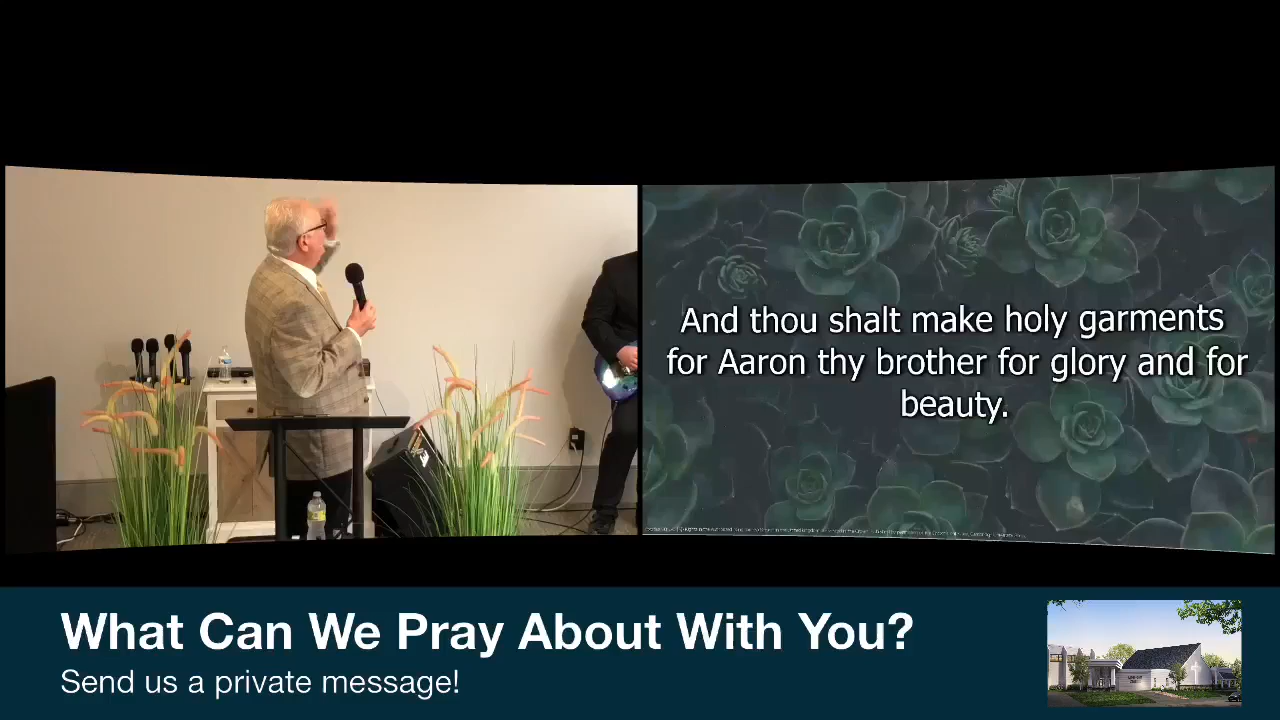 And thou shalt make holy garments
for Aaron thy brother for glory and for
beauty.
What Can We Pray About With You?
Send us a private message!